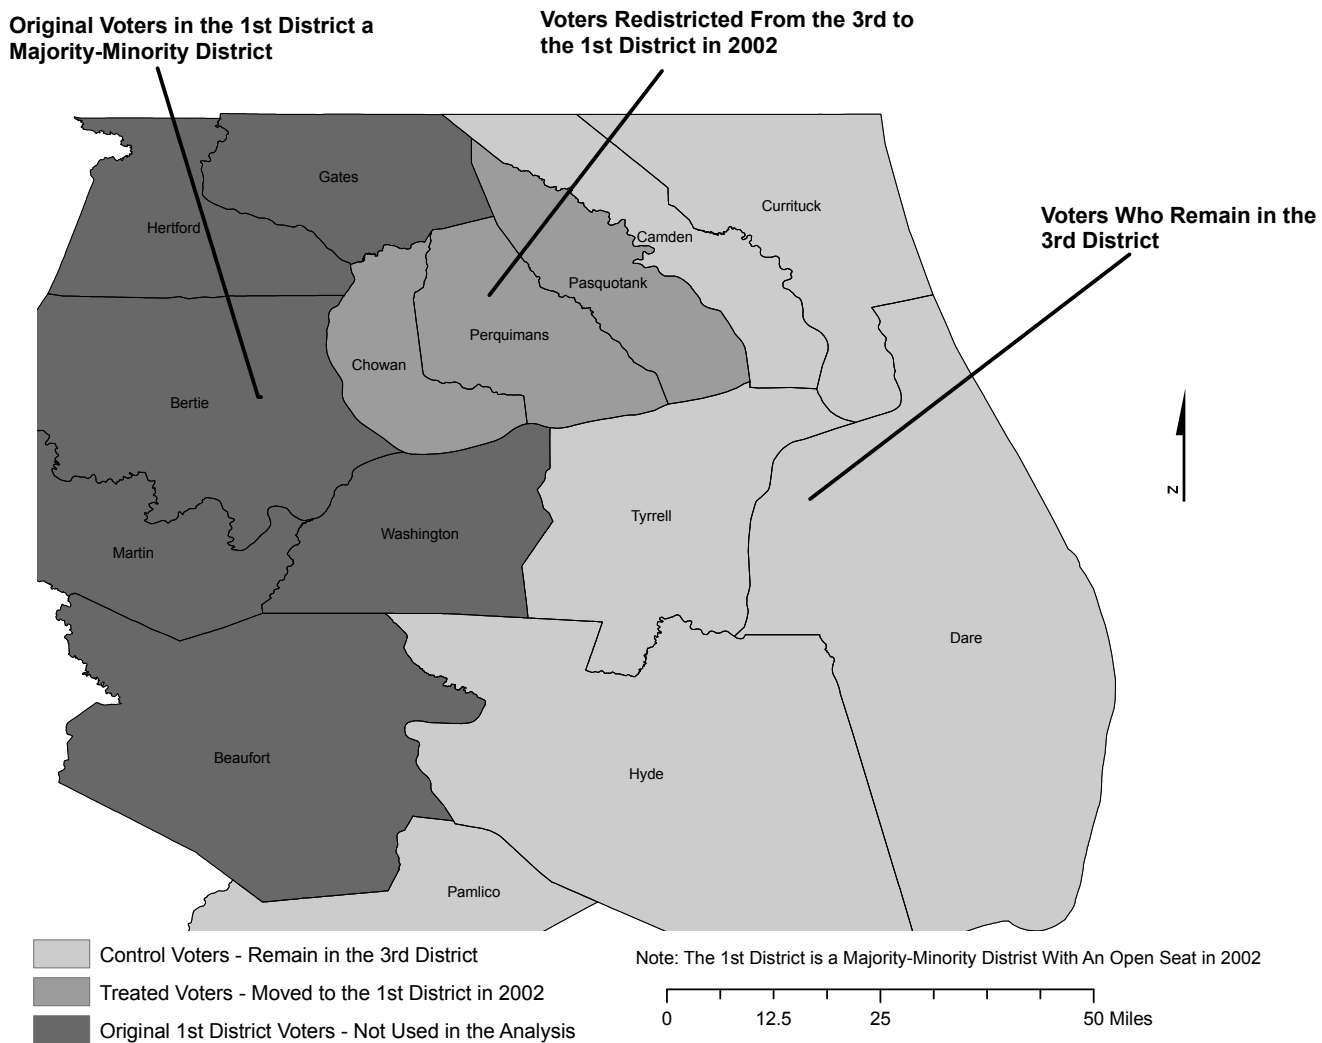 Original Voters in the 1st District a
Majority-Minority District
Voters Redistricted From the 3rd to
the 1st District in 2002
Voters Who Remain in the
3rd District
Gates
Currituck
Hertford
Camden
Pasquotank
Perquimans
Chowan
Bertie
Tyrrell
Washington
Martin
Dare
Beaufort
Hyde
Pamlico
N
Control Voters - Remain in the 3rd District
Treated Voters - Moved to the 1st District in 2002
Original 1st District Voters - Not Used in the Analysis
Note: The 1st District is a Majority-Minority Distrist With An Open Seat in 2002
0 12.5 25 50 Miles